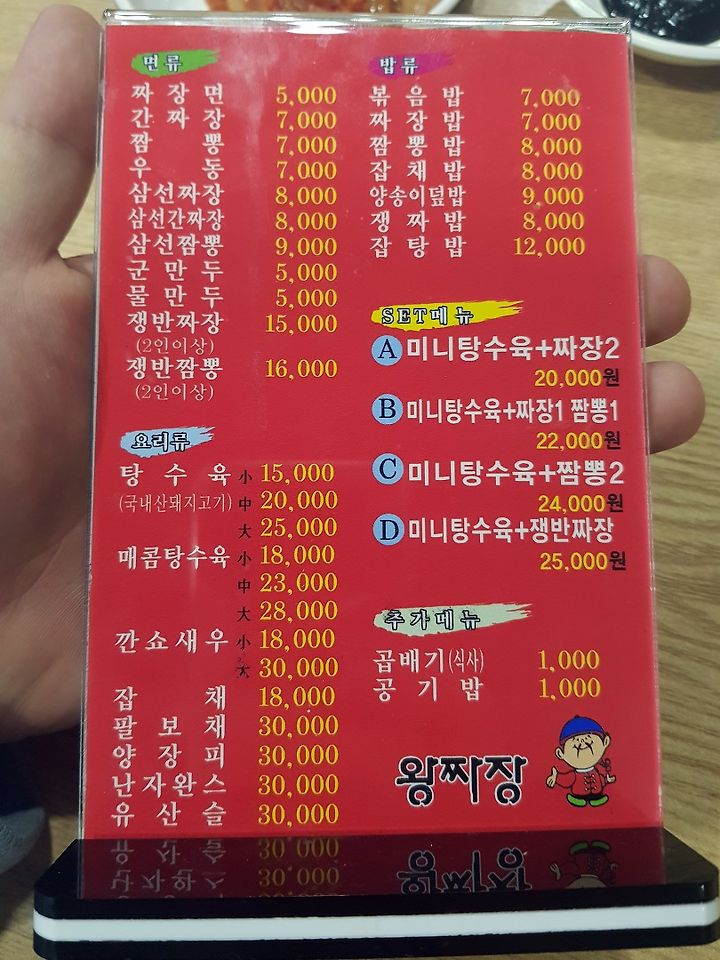 면류
짜장면 5,000
간짜장 7,000
짬뽕 7,000
우동 7,000
삼선짜장 8,000
삼선간짜장 8,000
삼선짬뽕 9,000
군만두 5,000
물만두 5,000
쟁반짜장 15,000
(2인이상)
쟁반짬뽕 16,000
(2인이상)
요리류
탕수육 小 15,000
(국내산돼지고기) 中 20,000
大 25,000
매콤탕수육 小 18,000
中 23,000
大 28,000
깐쇼새우 小 18,000
大 30,000
잡채 18,000
팔보채 30,000
양장피 30,000
난자완스 30,000
유산슬 30,000
밥류
볶음밥 7,000
짜장밥 7,000
짬뽕밥 8,000
잡채밥 8,000
양송이덮밥 9,000
쟁짜밥 8,000
잡탕밥 12,000
SET메뉴
A 미니탕수육+짜장2
20,000원
B 미니탕수육+짜장1 짬뽕1
22,000원
C 미니탕수육+짬뽕2
24,000원
D 미니탕수육+쟁반짜장
25,000원
추가메뉴
곱배기(식사) 1,000
공기밥 1,000
왕짜장